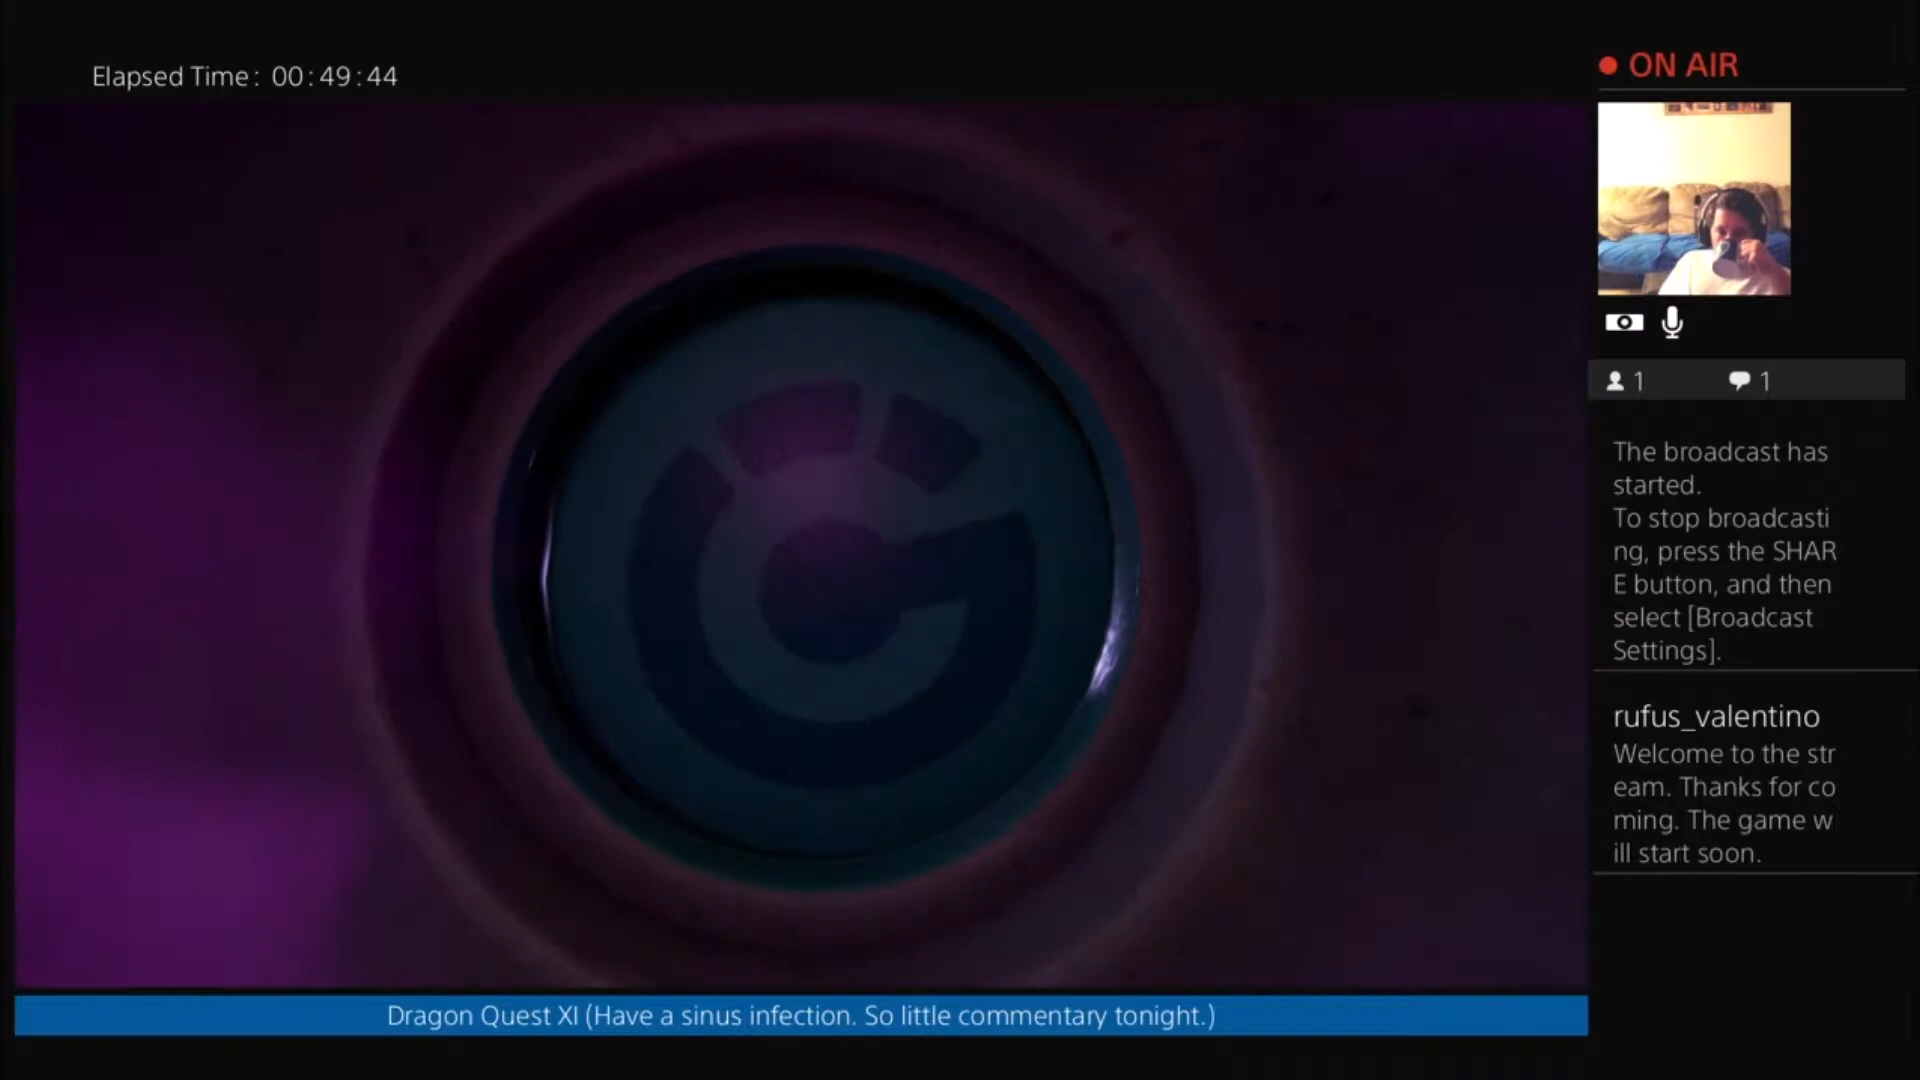 Elapsed Time: 00:49:44
ON AIR
1
1
The broadcast has
started.
To stop broadcasti
ng, press the SHAR
E button, and then
select [Broadcast
Settings].
rufus_valentino
Welcome to the str
eam. Thanks for co
ming. The game w
ill start soon.
Dragon Quest XI (Have a sinus infection. So little commentary tonight.)